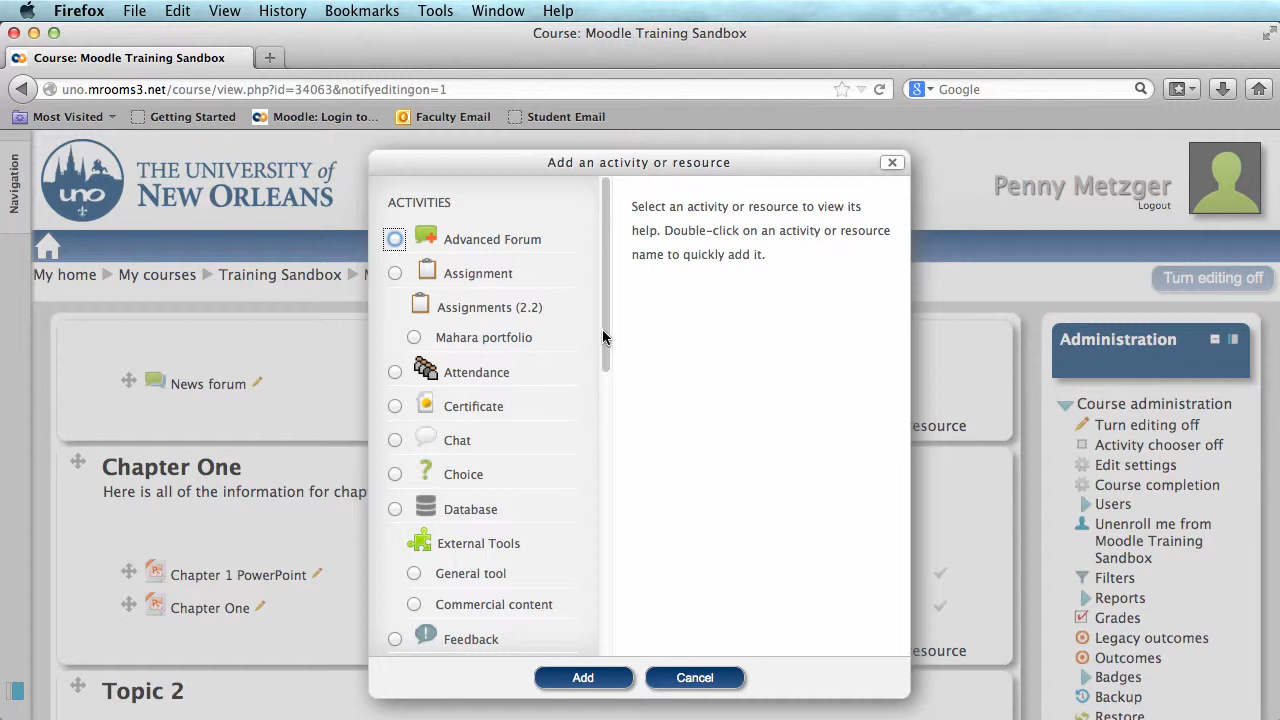 Firefox File Edit View History Bookmarks Tools Window Help
Course: Moodle Training Sandbox
Course: Moodle Training Sandbox
uno.mrooms3.net/course/view.php?id=34063&notifyeditingon=1
Google
Most Visited Getting Started Moodle: Login to... Faculty Email Student Email
Navigation
uno
THE UNIVERSITY of
NEW ORLEANS
Penny Metzger
Logout
My home My courses Training Sandbox
Turn editing off
News forum
esource
Chapter One
Here is all of the information for chap
Chapter 1 PowerPoint
Chapter One
esource
Topic 2
Add an activity or resource
ACTIVITIES
Advanced Forum
Assignment
Assignments (2.2)
Mahara portfolio
Attendance
Certificate
Chat
Choice
Database
External Tools
General tool
Commercial content
Feedback
Select an activity or resource to view its
help. Double-click on an activity or resource
name to quickly add it.
Add
Cancel
Administration
Course administration
Turn editing off
Activity chooser off
Edit settings
Course completion
Users
Unenroll me from
Moodle Training
Sandbox
Filters
Reports
Grades
Legacy outcomes
Outcomes
Badges
Backup
Restore